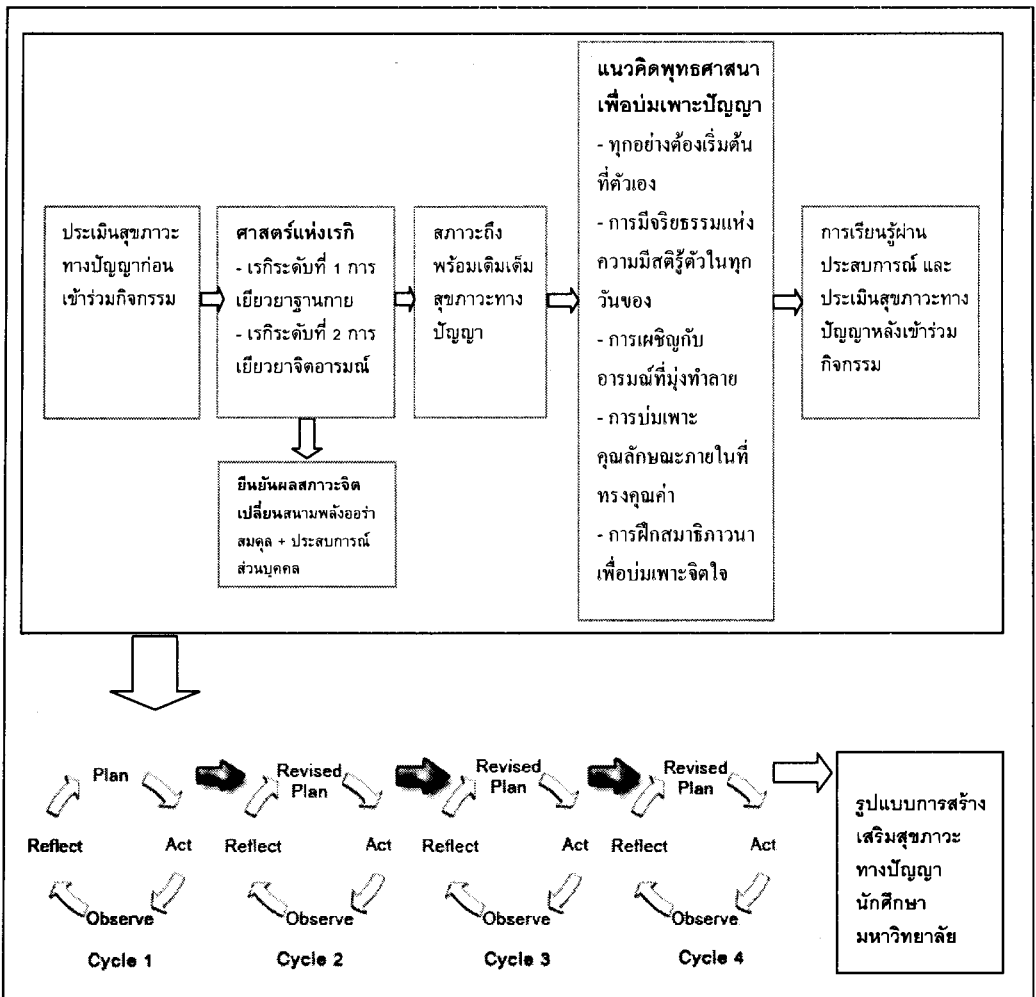 ประเมินสุขภาวะ
ทางปัญญาก่อน
เข้าร่วมกิจกรรม
ศาสตร์แห่งเรกิ
- เรกิระดับที่ 1 การ
เยียวยาฐานกาย
- เรกิระดับที่ 2 การ
เยียวยาจิตอารมณ์
ยืนยันผลสภาวะจิต
เปลี่ยนสนามพลังออร่า
สมดุล + ประสบการณ์
ส่วนบุคคล
สภาวะถึง
พร้อมเติมเต็ม
สุขภาวะทาง
ปัญญา
แนวคิดพุทธศาสนา
เพื่อบ่มเพาะปัญญา
- ทุกอย่างต้องเริ่มต้น
ที่ตัวเอง
- การมีจริยธรรมแห่ง
ความมีสติรู้ตัวในทุก
วันของ
- การเผชิญกับ
อารมณ์ที่มุ่งทำลาย
- การบ่มเพาะ
คุณลักษณะภายในที่
ทรงคุณค่า
- การฝึกสมาธิภาวนา
เพื่อบ่มเพาะจิตใจ
การเรียนรู้ผ่าน
ประสบการณ์ และ
ประเมินสุขภาวะทาง
ปัญญาหลังเข้าร่วม
กิจกรรม
Plan
Act
Observe
Reflect
Cycle 1
Revised
Plan
Act
Observe
Reflect
Cycle 2
Revised
Plan
Act
Observe
Reflect
Cycle 3
Revised
Plan
Act
Observe
Reflect
Cycle 4
รูปแบบการสร้าง
เสริมสุขภาวะ
ทางปัญญา
นักศึกษา
มหาวิทยาลัย